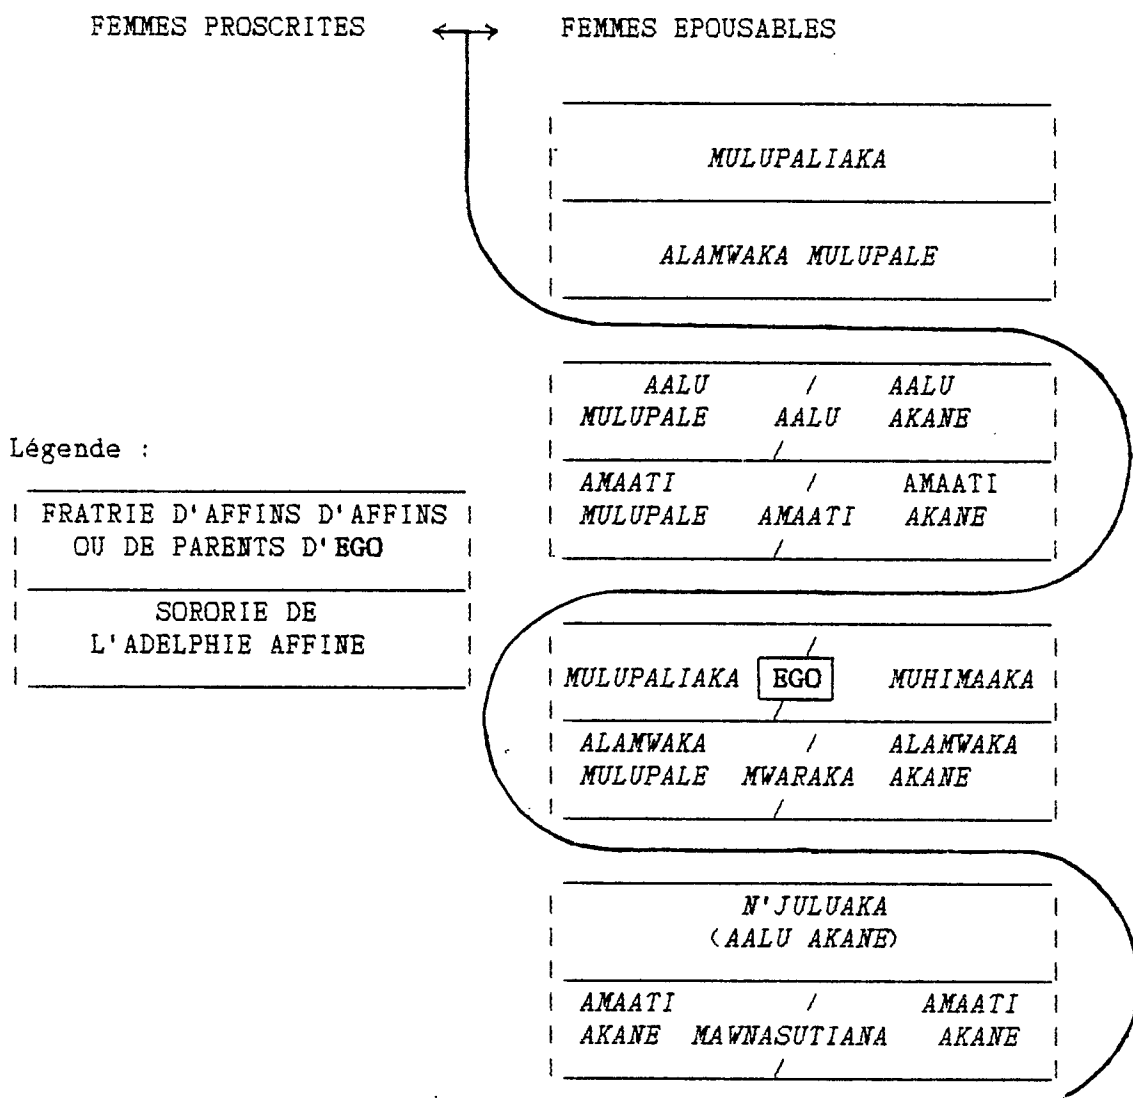 FEMMES PROSCRITES <--> FEMMES EPOUSABLES
MULUPALIAKA
ALAMWAKA MULUPALE
AALU / AALU
MULUPALE AALU AKANE
/
AMAATI / AMAATI
MULUPALE AMAATI AKANE
/
Légende :
FRATRIE D'AFFINS D'AFFINS
OU DE PARENTS D'EGO
SORORIE DE
L'ADELPHIE AFFINE
/
MULUPALIAKA EGO MUHIMAAKA
/
ALAMWAKA / ALAMWAKA
MULUPALE MWARAKA AKANE
/
N'JULUAKA
(AALU AKANE)
AMAATI / AMAATI
AKANE MAWNASUTIANA AKANE
/